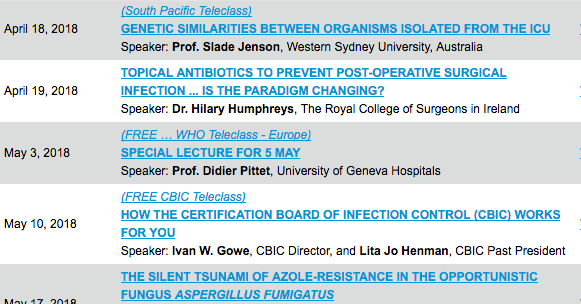 (South Pacific Teleclass)
April 18, 2018
GENETIC SIMILARITIES BETWEEN ORGANISMS ISOLATED FROM THE ICU
Speaker: Prof. Slade Jenson, Western Sydney University, Australia
TOPICAL ANTIBIOTICS TO PREVENT POST-OPERATIVE SURGICAL
April 19, 2018
INFECTION ... IS THE PARADIGM CHANGING?
Speaker: Dr. Hilary Humphreys, The Royal College of Surgeons in Ireland
(FREE … WHO Teleclass - Europe)
May 3, 2018
SPECIAL LECTURE FOR 5 MAY
Speaker: Prof. Didier Pittet, University of Geneva Hospitals
(FREE CBIC Teleclass)
HOW THE CERTIFICATION BOARD OF INFECTION CONTROL (CBIC) WORKS
May 10, 2018
FOR YOU
Speaker: Ivan W. Gowe, CBIC Director, and Lita Jo Henman, CBIC Past President
THE SILENT TSUNAMI OF AZOLE-RESISTANCE IN THE OPPORTUNISTIC
May 17, 2018
FUNGUS ASPERGILLUS FUMIGATUS